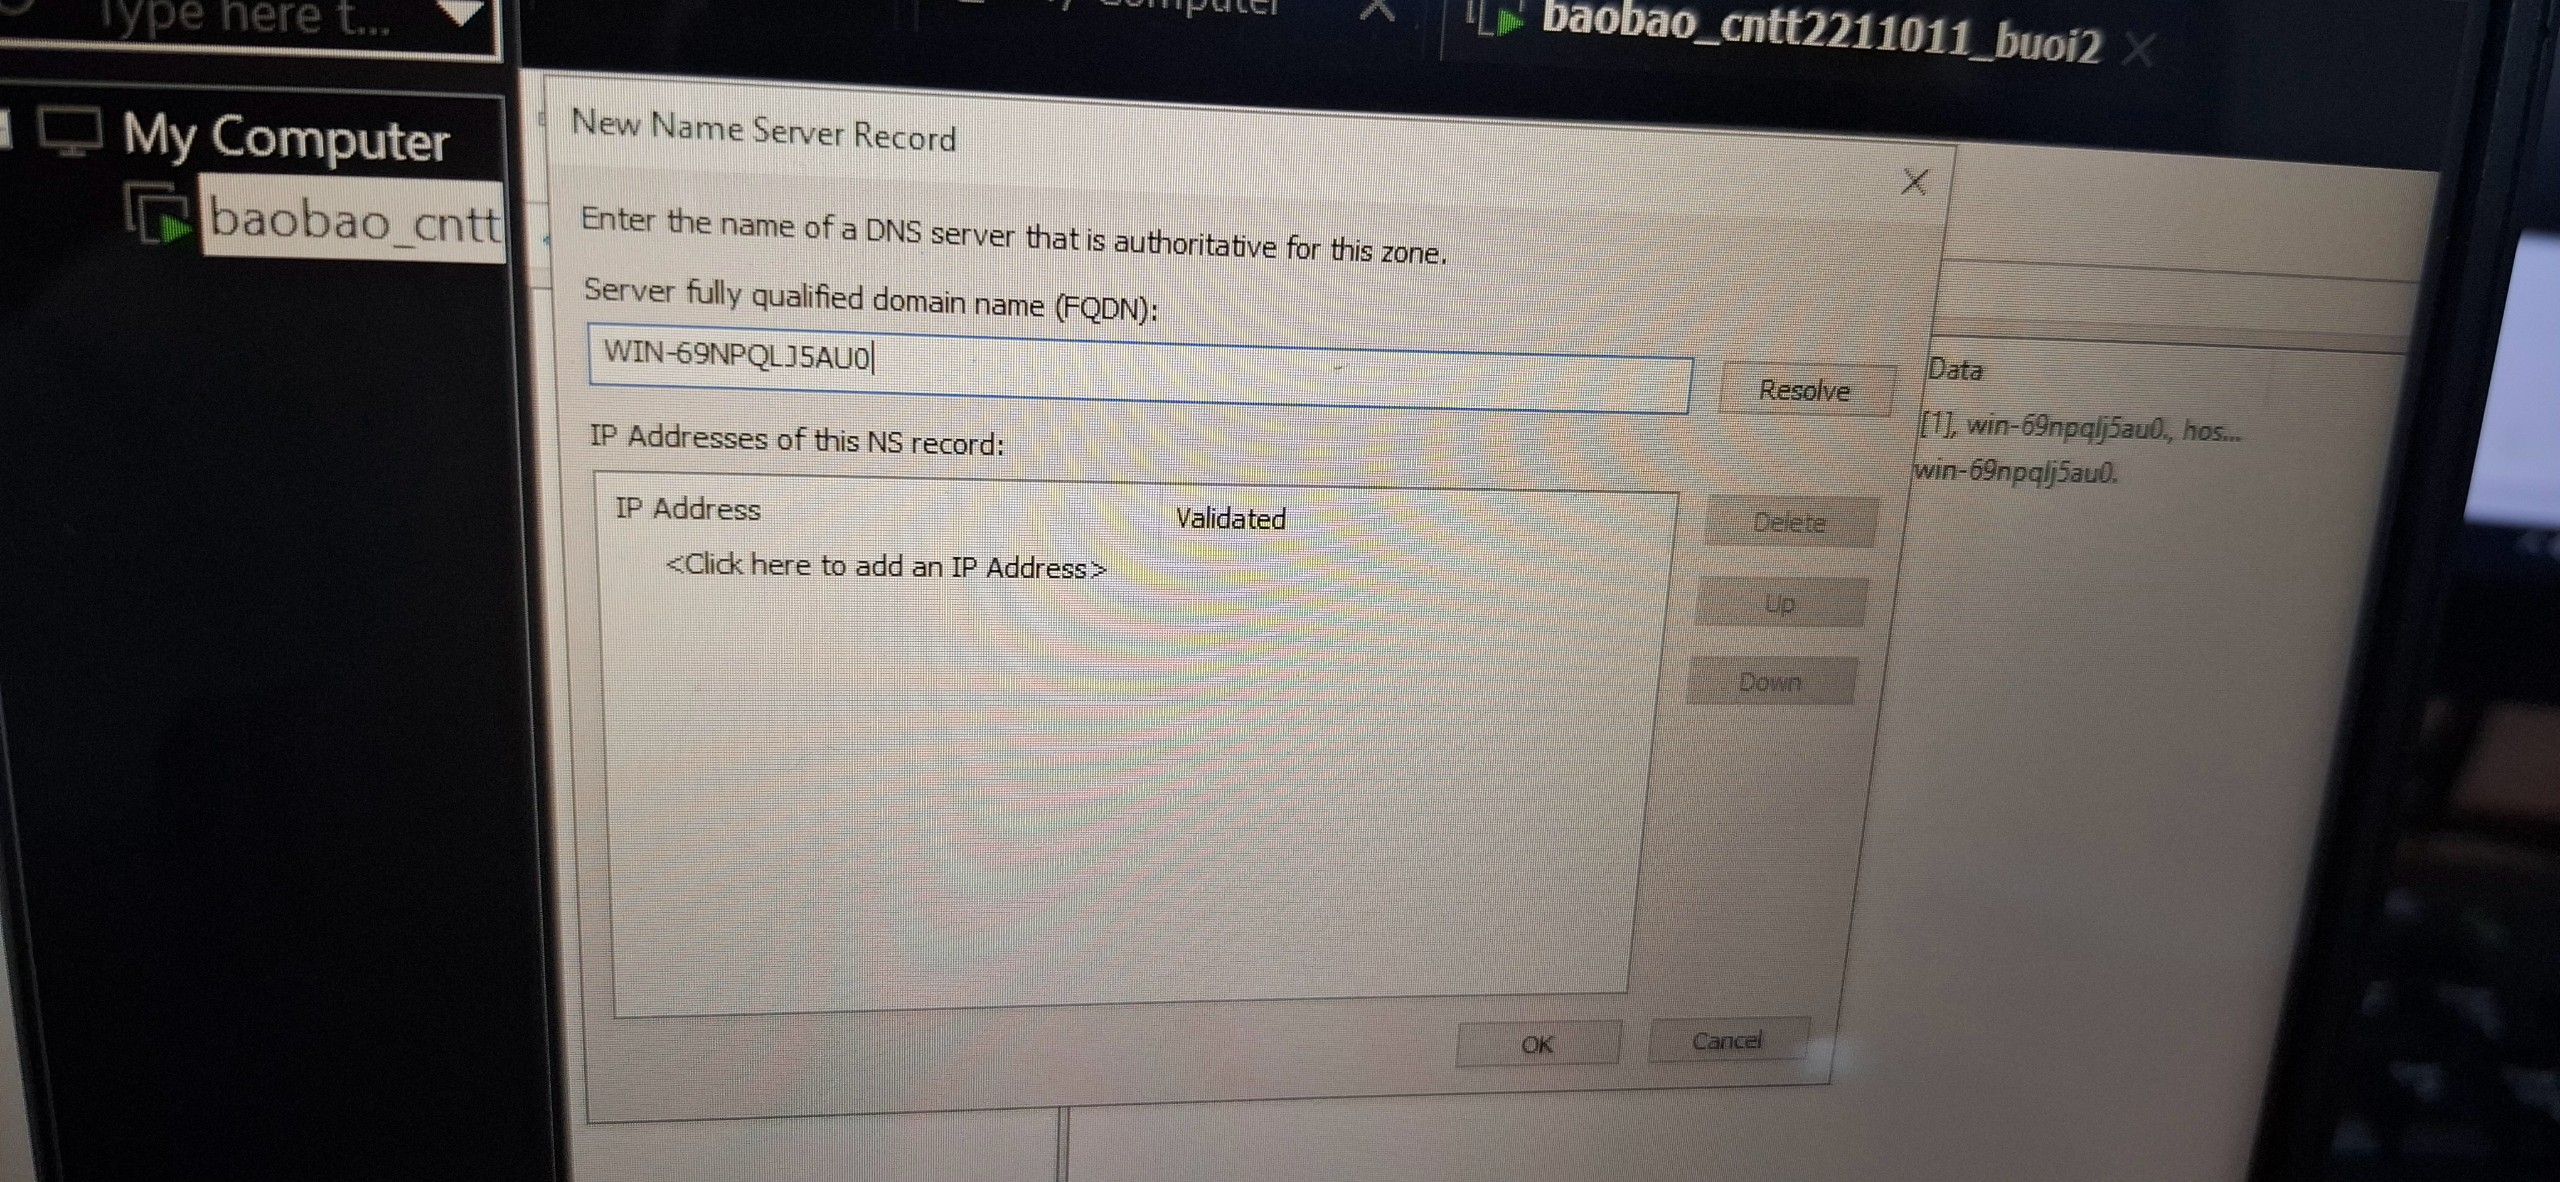 Type here t...
baobao_cntt2211011_buoi2
My Computer
baobao_cntt
New Name Server Record
Enter the name of a DNS server that is authoritative for this zone.
Server fully qualified domain name (FQDN):
WIN-69NPQLJ5AU0
Resolve
Data
[1], win-69npqlj5au0., hos...
win-69npqlj5au0.
IP Addresses of this NS record:
IP Address Validated
<Click here to add an IP Address>
Delete
Up
Down
OK Cancel